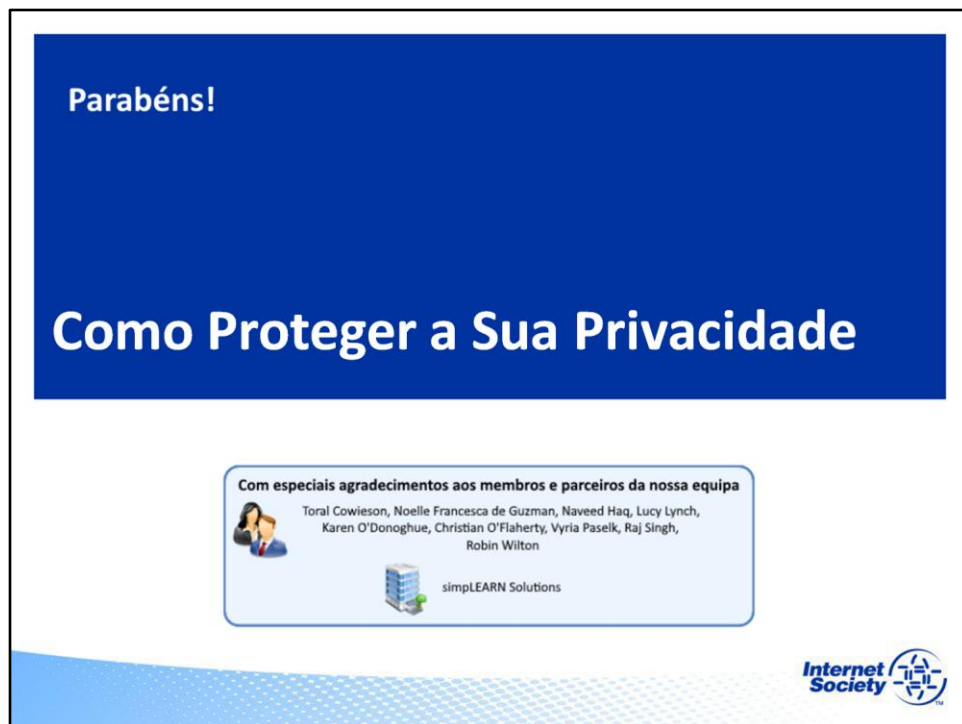 Parabéns!
Como Proteger a Sua Privacidade
Com especiais agradecimentos aos membros e parceiros da nossa equipa
Toral Cowieson, Noelle Francesca de Guzman, Naveed Haq, Lucy Lynch,
Karen O'Donoghue, Christian O'Flaherty, Vyria Paselk, Raj Singh,
Robin Wilton
simpLEARN Solutions
Internet
Society
TM